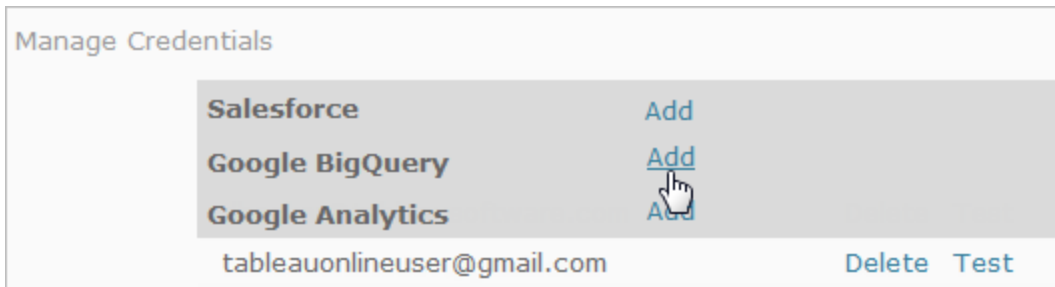 Manage Credentials
Salesforce Add
Google BigQuery Add
Google Analytics Add
tableauonlineuser@gmail.com Delete Test